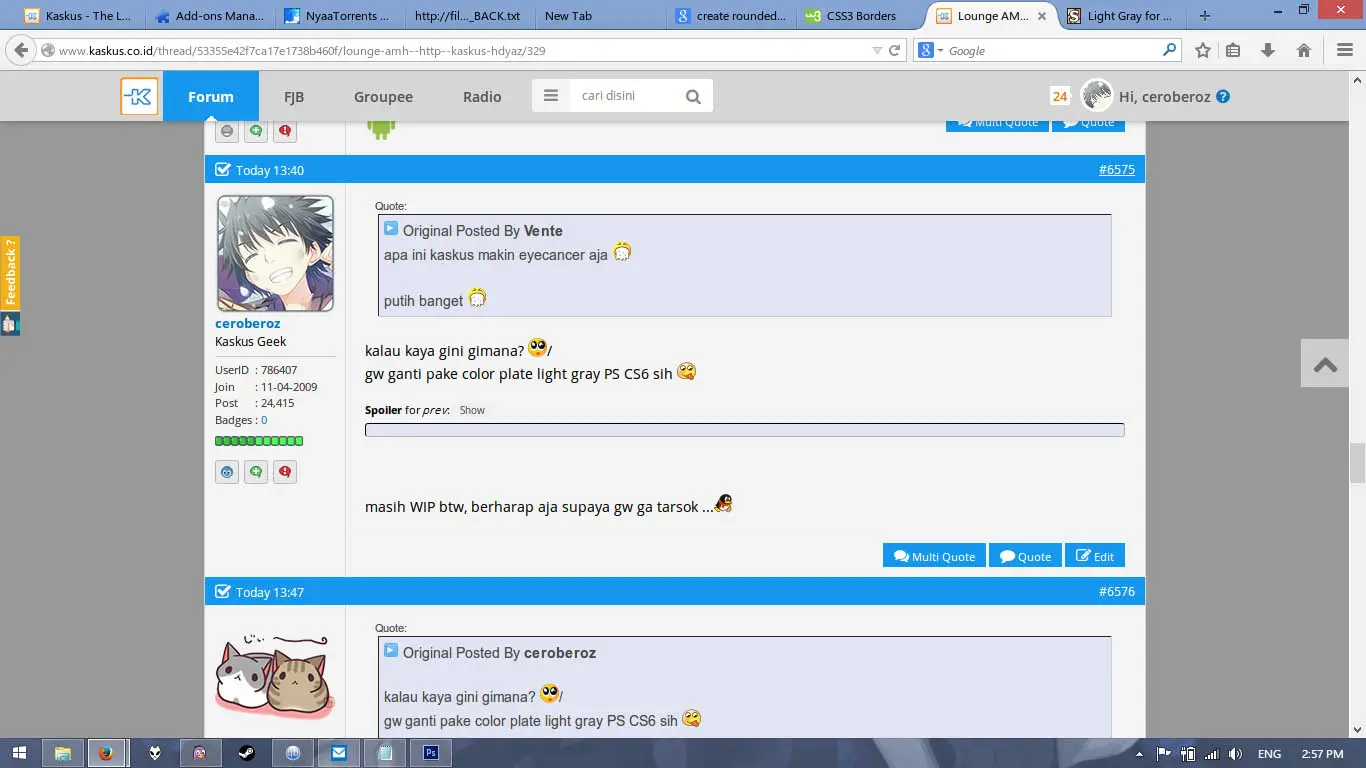 Kaskus - The L...
Add-ons Mana...
NyaaTorrents ...
http://fil..._BACK.txt
New Tab
create rounded...
CSS3 Borders
Lounge AM...
Light Gray for ...
www.kaskus.co.id/thread/53355e42f7ca17e1738b460f/lounge-amh--http--kaskus-hdyaz/329
Google
Forum
FJB
Groupee
Radio
cari disini
24
Hi, ceroberoz
Multi Quote
Quote
Today 13:40
#6575
Feedback ?
ceroberoz
Kaskus Geek
UserID : 786407
Join : 11-04-2009
Post : 24,415
Badges : 0
Quote:
Original Posted By Vente
apa ini kaskus makin eyecancer aja
putih banget
kalau kaya gini gimana? /
gw ganti pake color plate light gray PS CS6 sih
Spoiler for prev: Show
masih WIP btw, berharap aja supaya gw ga tarsok ...
Multi Quote
Quote
Edit
Today 13:47
#6576
じぃ
Quote:
Original Posted By ceroberoz
kalau kaya gini gimana? /
gw ganti pake color plate light gray PS CS6 sih
Ps
ENG
2:57 PM